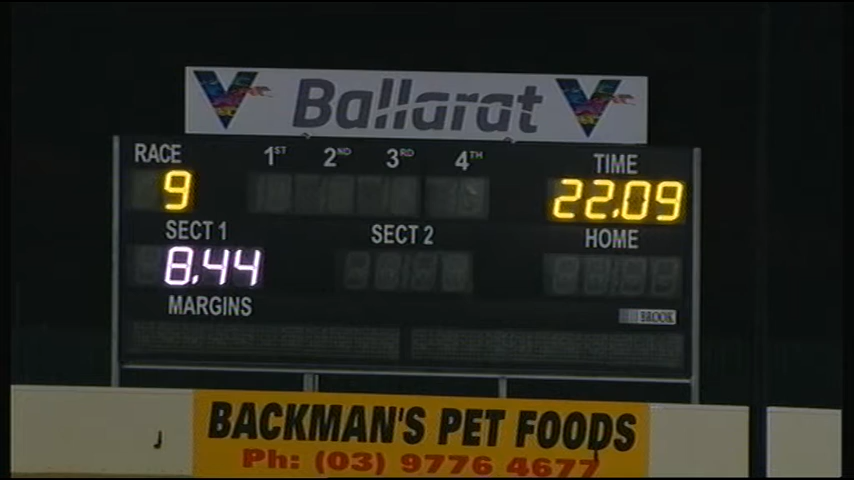 Ballarat
RACE 1ST 2ND 3RD 4TH TIME
9 22.09
SECT 1 SECT 2 HOME
8.44
MARGINS
BROOK
BACKMAN'S PET FOODS
Ph: (03) 9776 4677